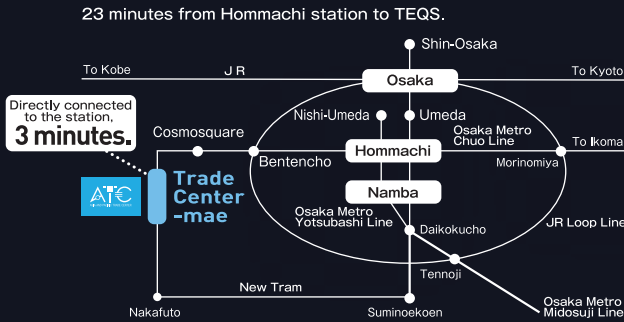 23 minutes from Hommachi station to TEQS.
Shin-Osaka
To Kobe
JR
Osaka
To Kyoto
Directly connected
to the station,
3 minutes.
Nishi-Umeda
Umeda
Cosmosquare
Osaka Metro
Chuo Line
To Ikoma
Bentencho
Hommachi
Morinomiya
ATC
Trade
Center
-mae
Namba
Osaka Metro
Yotsubashi Line
Daikokucho
JR Loop Line
Tennoji
New Tram
Nakafuto
Suminoekoen
Osaka Metro
Midosuji Line